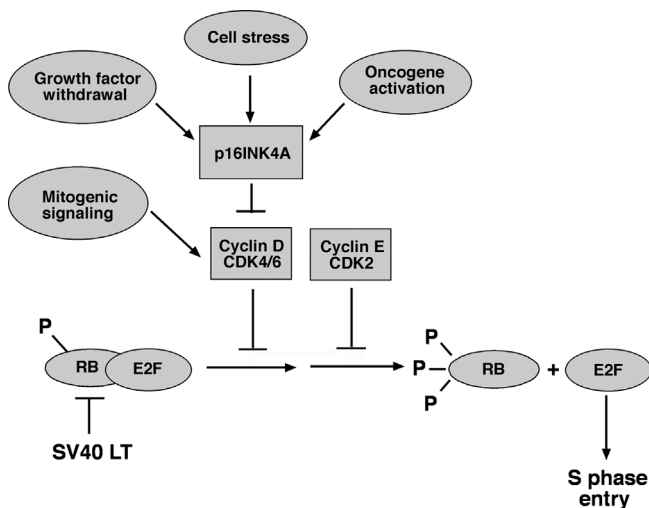 Cell stress
Growth factor
withdrawal
Oncogene
activation
p16INK4A
Mitogenic
signaling
Cyclin D
CDK4/6
Cyclin E
CDK2
P
RB
E2F
SV40 LT
P
P
P
RB
+
E2F
S phase
entry